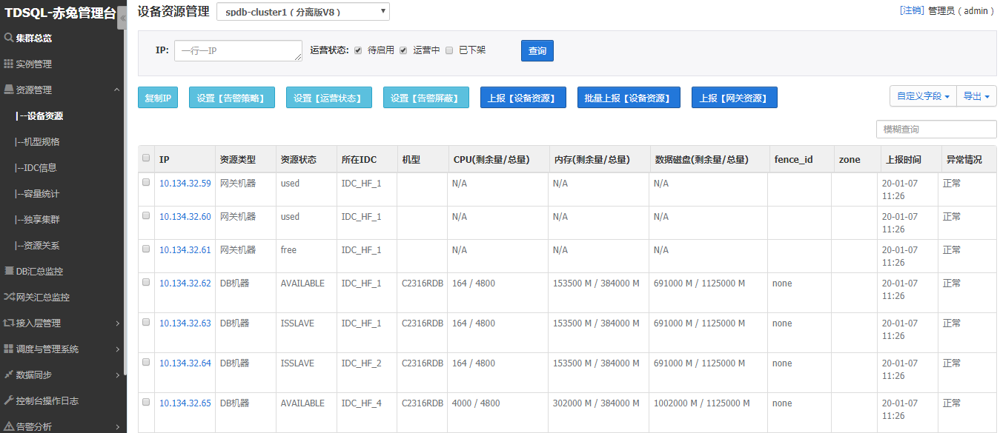 TDSQL-赤兔管理台
«
集群总览
实例管理
资源管理
|--设备资源
|--机型规格
|--IDC信息
|--容量统计
|--独享集群
|--资源关系
DB汇总监控
网关汇总监控
接入层管理
调度与管理系统
数据同步
控制台操作日志
告警分析
设备资源管理 spdb-cluster1 ( 分离版V8 )
[注销] 管理员 ( admin )
IP: 一行一IP 运营状态: 待启用 运营中 已下架 查询
复制IP 设置【告警策略】 设置【运营状态】 设置【告警屏蔽】 上报【设备资源】 批量上报【设备资源】 上报【网关资源】 自定义字段 导出
模糊查询
IP 资源类型 资源状态 所在IDC 机型 CPU(剩余量/总量) 内存(剩余量/总量) 数据磁盘(剩余量/总量) fence_id zone 上报时间 异常情况
10.134.32.59 网关机器 used IDC_HF_1 N/A N/A N/A 20-01-07 正常
11:26
10.134.32.60 网关机器 used IDC_HF_1 N/A N/A N/A 20-01-07 正常
11:26
10.134.32.61 网关机器 free IDC_HF_1 N/A N/A N/A 20-01-07 正常
11:26
10.134.32.62 DB机器 AVAILABLE IDC_HF_1 C2316RDB 164 / 4800 153500 M / 384000 M 691000 M / 1125000 M none 20-01-07 正常
11:26
10.134.32.63 DB机器 ISSLAVE IDC_HF_1 C2316RDB 164 / 4800 153500 M / 384000 M 691000 M / 1125000 M none 20-01-07 正常
11:26
10.134.32.64 DB机器 ISSLAVE IDC_HF_2 C2316RDB 164 / 4800 153500 M / 384000 M 691000 M / 1125000 M none 20-01-07 正常
11:26
10.134.32.65 DB机器 AVAILABLE IDC_HF_4 C2316RDB 4000 / 4800 302000 M / 384000 M 1002000 M / 1125000 M none 20-01-07 正常
11:26